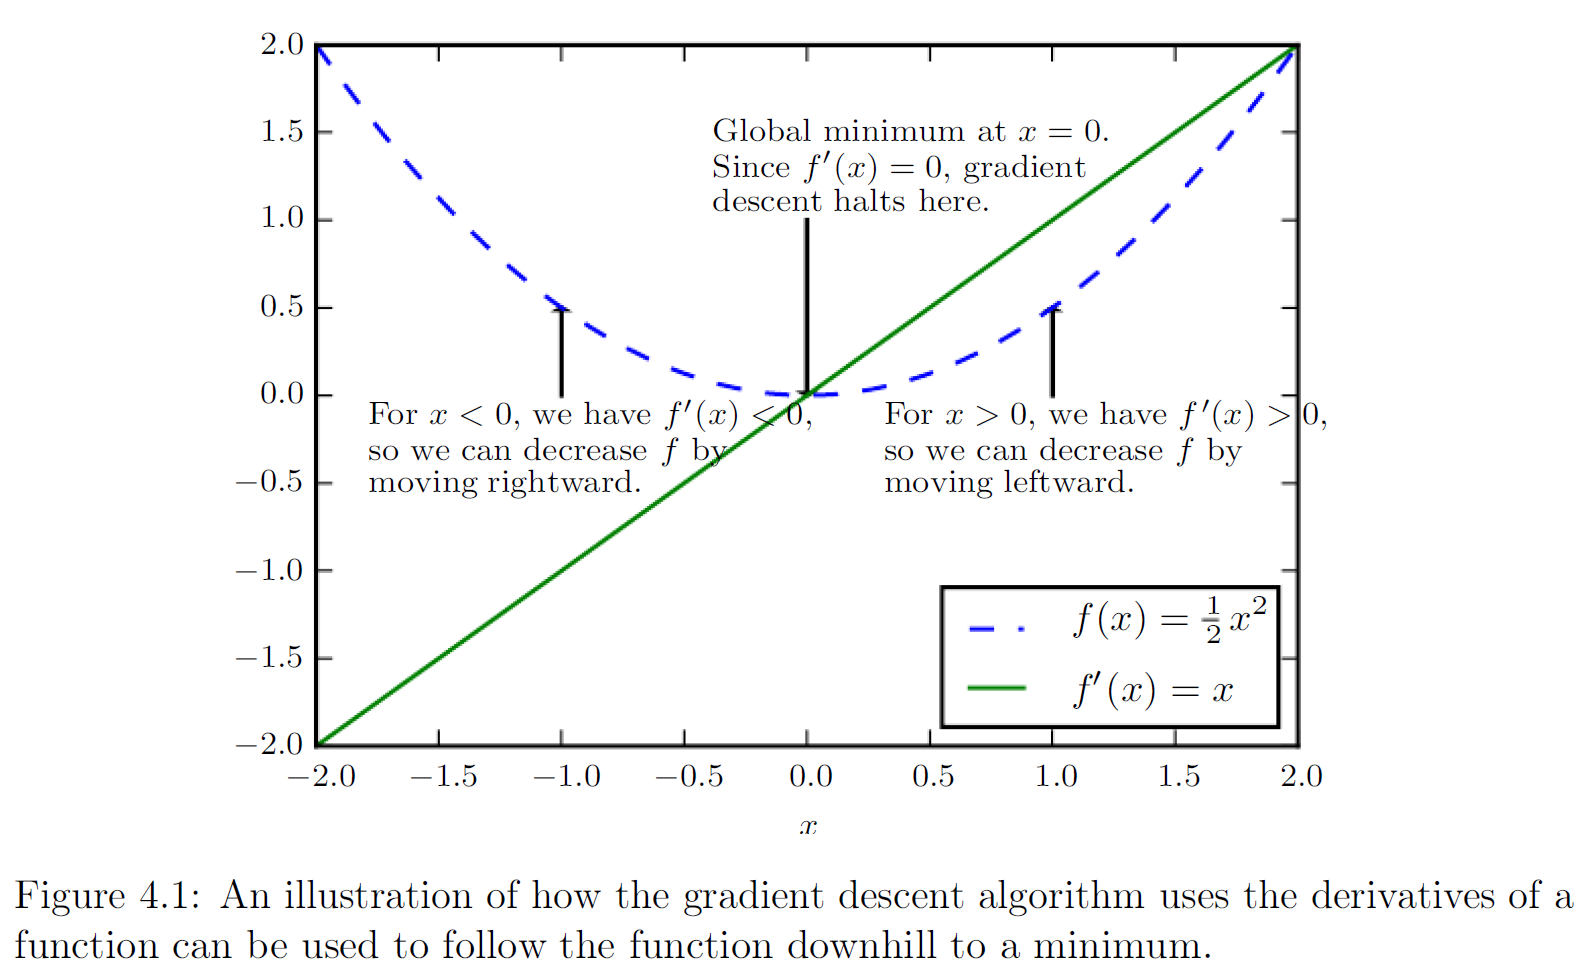 2.0
1.5
1.0
0.5
0.0
−0.5
−1.0
−1.5
−2.0
Global minimum at x = 0.
Since f′(x) = 0, gradient
descent halts here.
For x < 0, we have f′(x) < 0,
so we can decrease f by
moving rightward.
For x > 0, we have f′(x) > 0,
so we can decrease f by
moving leftward.
f(x) = ½x²
f′(x) = x
−2.0 −1.5 −1.0 −0.5 0.0 0.5 1.0 1.5 2.0
x
Figure 4.1: An illustration of how the gradient descent algorithm uses the derivatives of a
function can be used to follow the function downhill to a minimum.